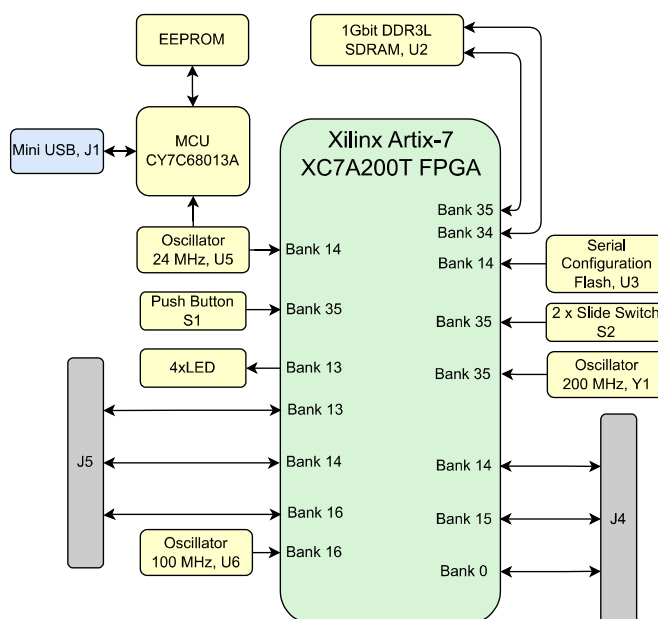 EEPROM
1Gbit DDR3L
SDRAM, U2
Mini USB, J1
MCU
CY7C68013A
Xilinx Artix-7
XC7A200T FPGA
Oscillator
24 MHz, U5
Bank 14
Push Button
S1
Bank 35
4xLED
Bank 13
Bank 13
J5
Bank 14
Bank 16
Oscillator
100 MHz, U6
Bank 16
Bank 35
Bank 34
Bank 14
Serial
Configuration
Flash, U3
Bank 35
2 x Slide Switch
S2
Bank 35
Oscillator
200 MHz, Y1
Bank 14
Bank 15
J4
Bank 0